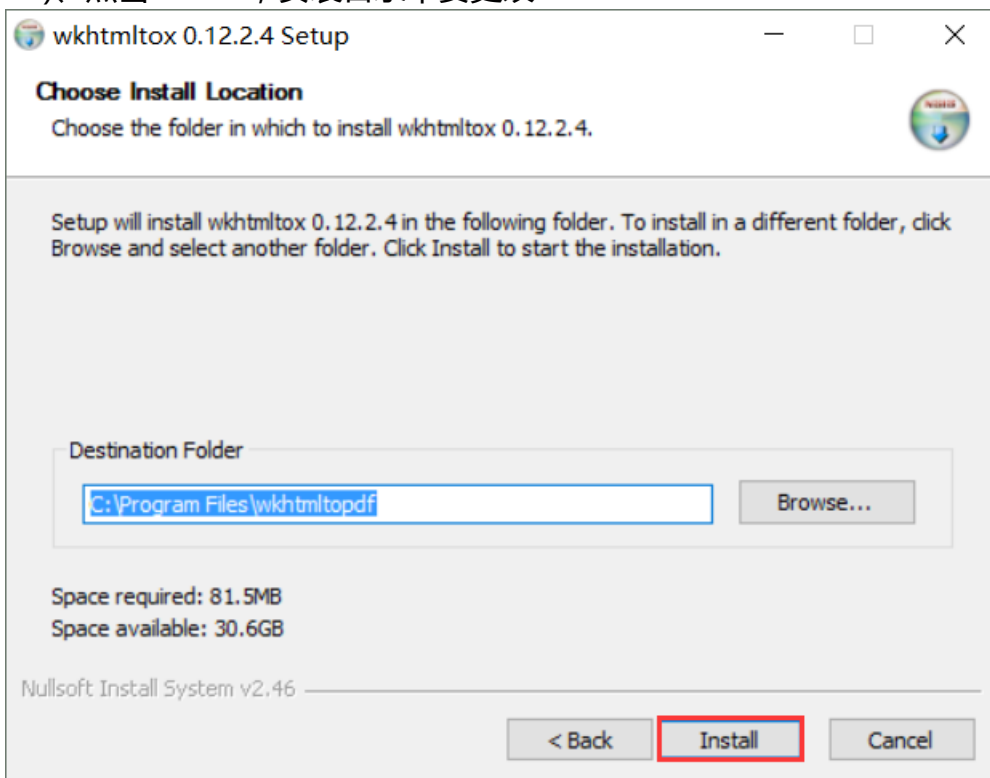 wkhtmltox 0.12.2.4 Setup
Choose Install Location
Choose the folder in which to install wkhtmltox 0.12.2.4.
Setup will install wkhtmltox 0.12.2.4 in the following folder. To install in a different folder, click
Browse and select another folder. Click Install to start the installation.
Destination Folder
C:\Program Files\wkhtmltopdf
Browse...
Space required: 81.5MB
Space available: 30.6GB
Nullsoft Install System v2.46
< Back
Install
Cancel